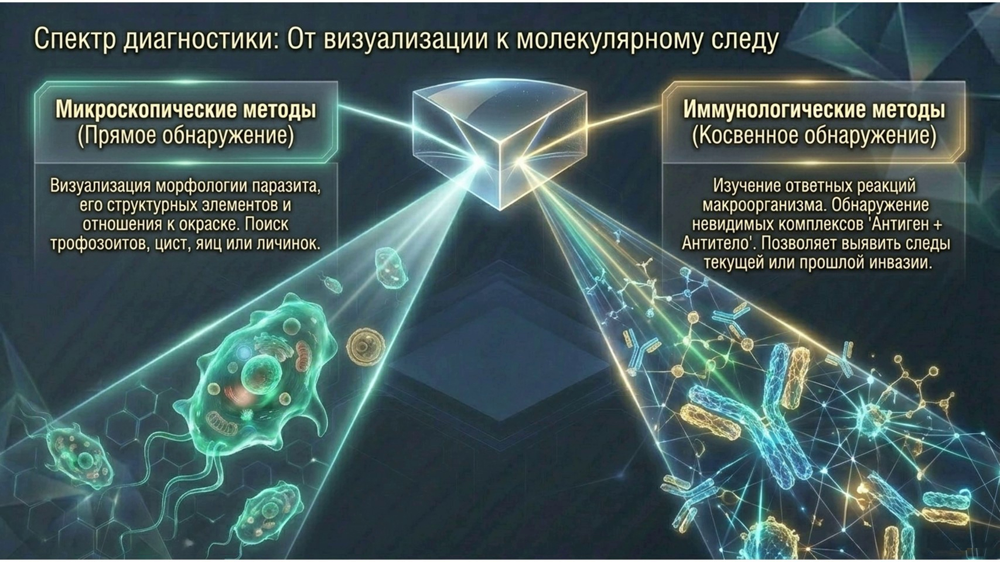 Спектр диагностики: От визуализации к молекулярному следу
Микроскопические методы
(Прямое обнаружение)
Визуализация морфологии паразита,
его структурных элементов и
отношения к окраске. Поиск
трофозоитов, цист, яиц или личинок.
Иммунологические методы
(Косвенное обнаружение)
Изучение ответных реакций
макроорганизма. Обнаружение
невидимых комплексов 'Антиген +
Антитело'. Позволяет выявить следы
текущей или прошлой инвазии.